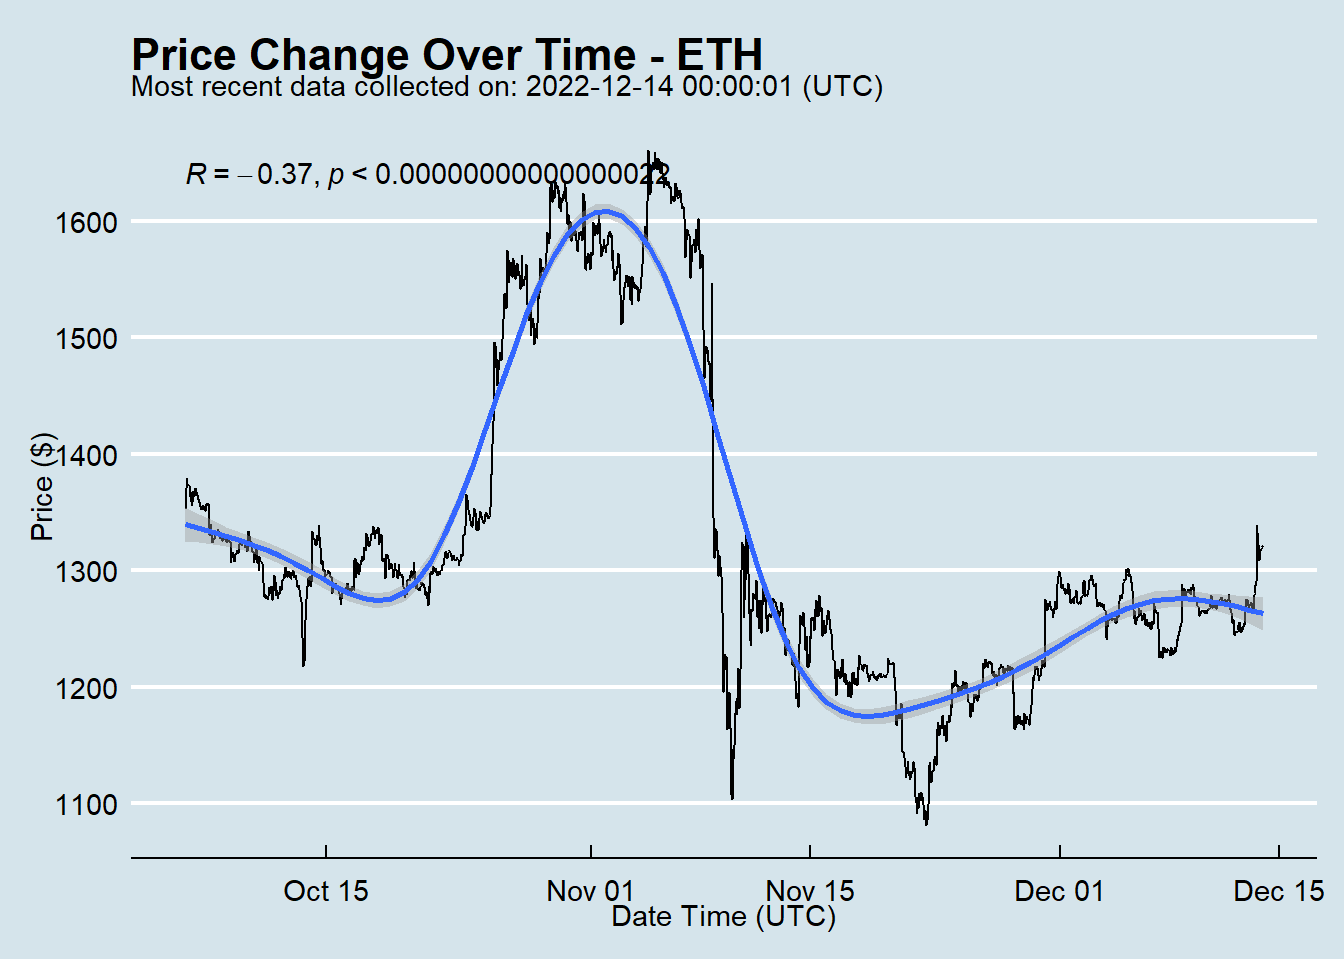 Price Change Over Time - ETH
Most recent data collected on: 2022-12-14 00:00:01 (UTC)
R = −0.37, p < 0.00000000000000022
1600
1500
1400
1300
1200
1100
Price ($)
Oct 15 Nov 01 Nov 15 Dec 01 Dec 15
Date Time (UTC)